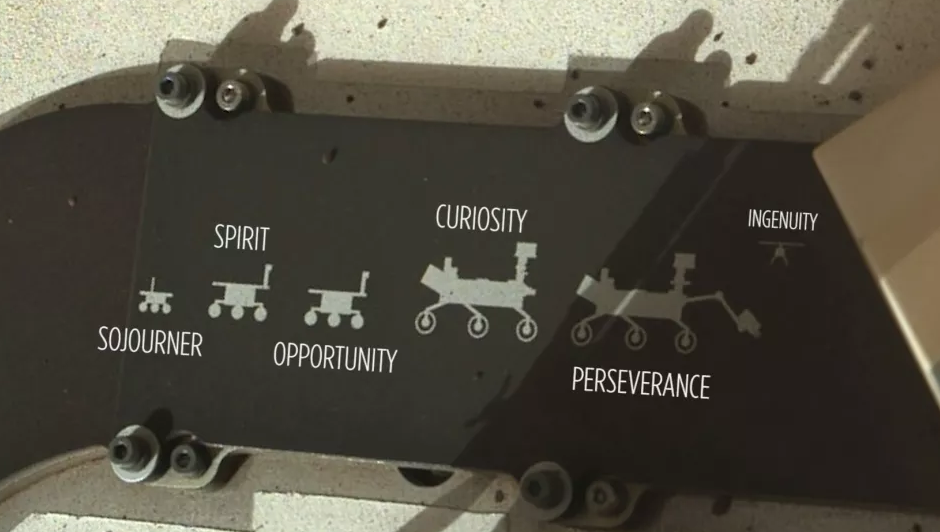 SOJOURNER
SPIRIT
OPPORTUNITY
CURIOSITY
PERSEVERANCE
INGENUITY